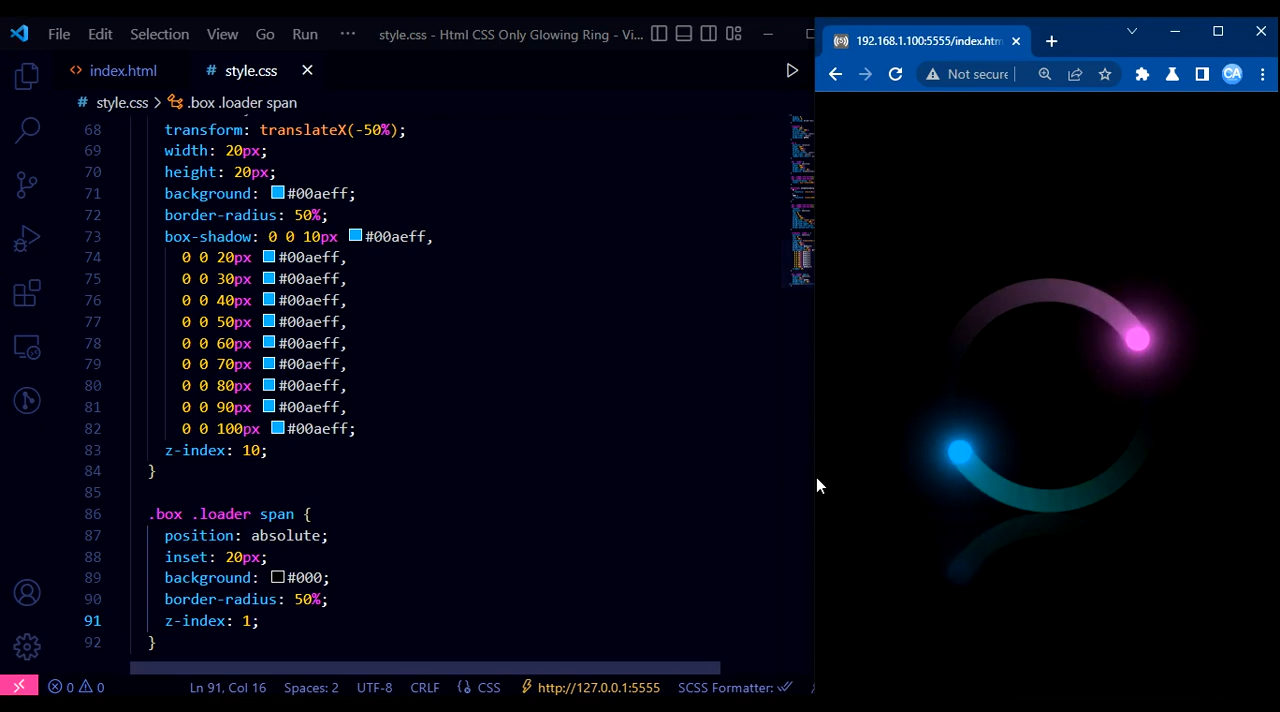 File Edit Selection View Go Run ··· style.css - Html CSS Only Glowing Ring - Vi...
192.168.1.100:5555/index.htm
index.html # style.css
Not secure CA
# style.css > .box .loader span
68 transform: translateX(-50%);
69 width: 20px;
70 height: 20px;
71 background: #00aeff;
72 border-radius: 50%;
73 box-shadow: 0 0 10px #00aeff,
74 0 0 20px #00aeff,
75 0 0 30px #00aeff,
76 0 0 40px #00aeff,
77 0 0 50px #00aeff,
78 0 0 60px #00aeff,
79 0 0 70px #00aeff,
80 0 0 80px #00aeff,
81 0 0 90px #00aeff,
82 0 0 100px #00aeff;
83 z-index: 10;
84 }
85
86 .box .loader span {
87 position: absolute;
88 inset: 20px;
89 background: #000;
90 border-radius: 50%;
91 z-index: 1;
92 }
0 0 Ln 91, Col 16 Spaces: 2 UTF-8 CRLF CSS http://127.0.0.1:5555 SCSS Formatter: